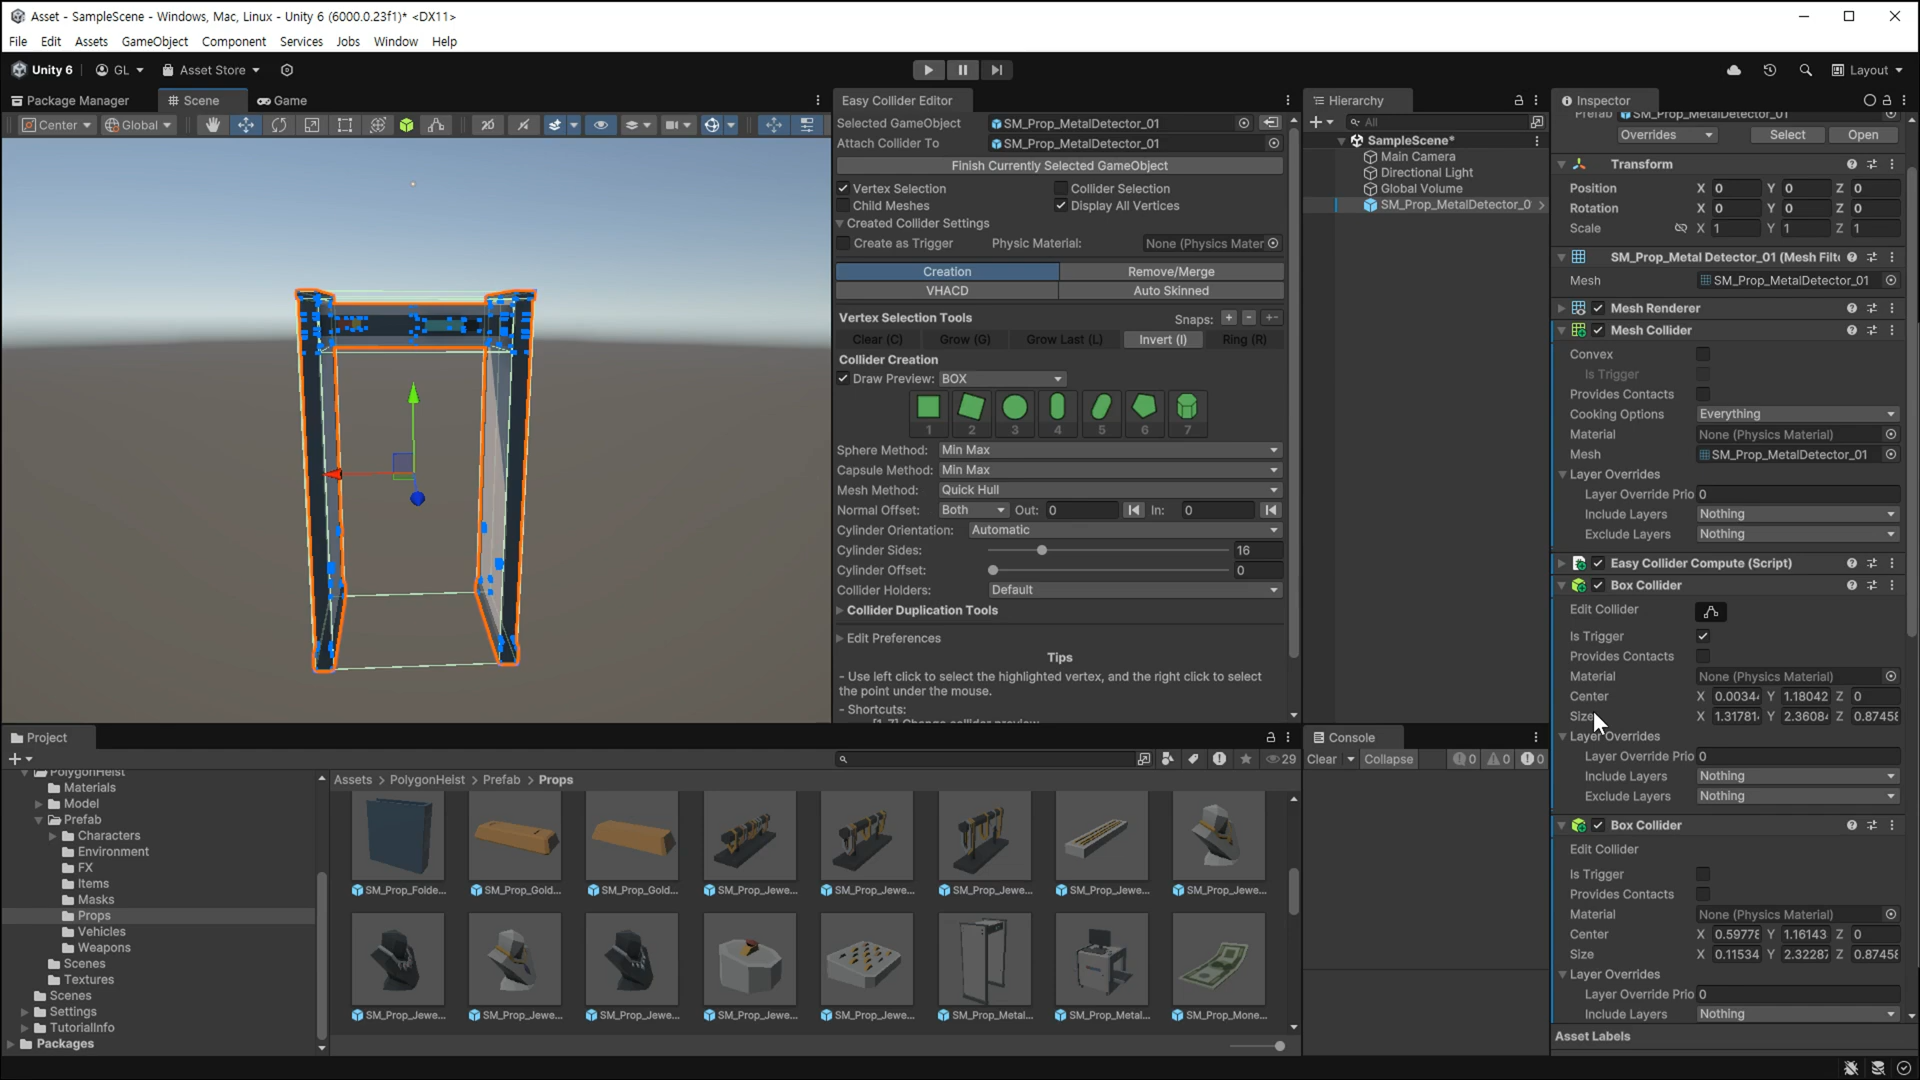 Asset - SampleScene - Windows, Mac, Linux - Unity 6 (6000.0.23f1)* <DX11>
File Edit Assets GameObject Component Services Jobs Window Help
Unity 6 GL Asset Store Layout
Package Manager Scene Game
Center Global
Easy Collider Editor
Selected GameObject SM_Prop_MetalDetector_01
Attach Collider To SM_Prop_MetalDetector_01
Finish Currently Selected GameObject
Vertex Selection Collider Selection
Child Meshes Display All Vertices
Created Collider Settings
Create as Trigger Physic Material: None (Physics Mater
Creation Remove/Merge
VHACD Auto Skinned
Vertex Selection Tools Snaps: + - +-
Clear (C) Grow (G) Grow Last (L) Invert (I) Ring (R)
Collider Creation
Draw Preview: BOX
1 2 3 4 5 6 7
Sphere Method: Min Max
Capsule Method: Min Max
Mesh Method: Quick Hull
Normal Offset: Both Out: 0 In: 0
Cylinder Orientation: Automatic
Cylinder Sides: 16
Cylinder Offset: 0
Collider Holders: Default
Collider Duplication Tools
Edit Preferences
Tips
- Use left click to select the highlighted vertex, and the right click to select
the point under the mouse.
- Shortcuts:
Hierarchy
All
SampleScene*
Main Camera
Directional Light
Global Volume
SM_Prop_MetalDetector_0
Inspector
Prefab SM_Prop_MetalDetector_01
Overrides Select Open
Transform
Position X 0 Y 0 Z 0
Rotation X 0 Y 0 Z 0
Scale X 1 Y 1 Z 1
SM_Prop_Metal Detector_01 (Mesh Filte
Mesh SM_Prop_MetalDetector_01
Mesh Renderer
Mesh Collider
Convex
Is Trigger
Provides Contacts
Cooking Options Everything
Material None (Physics Material)
Mesh SM_Prop_MetalDetector_01
Layer Overrides
Layer Override Prio 0
Include Layers Nothing
Exclude Layers Nothing
Easy Collider Compute (Script)
Box Collider
Edit Collider
Is Trigger
Provides Contacts
Material None (Physics Material)
Center X 0.0034 Y 1.18042 Z 0
Size X 1.3178 Y 2.3608 Z 0.87458
Layer Overrides
Layer Override Prio 0
Include Layers Nothing
Exclude Layers Nothing
Box Collider
Edit Collider
Is Trigger
Provides Contacts
Material None (Physics Material)
Center X 0.59778 Y 1.16143 Z 0
Size X 0.11534 Y 2.32287 Z 0.87458
Layer Overrides
Layer Override Prio 0
Include Layers Nothing
Asset Labels
Project
29
PolygonHeist
Materials
Model
Prefab
Characters
Environment
FX
Items
Masks
Props
Vehicles
Weapons
Scenes
Textures
Scenes
Settings
TutorialInfo
Packages
Assets > PolygonHeist > Prefab > Props
SM_Prop_Folde... SM_Prop_Gold... SM_Prop_Gold... SM_Prop_Jewe... SM_Prop_Jewe... SM_Prop_Jewe... SM_Prop_Jewe... SM_Prop_Jewe...
SM_Prop_Jewe... SM_Prop_Jewe... SM_Prop_Jewe... SM_Prop_Jewe... SM_Prop_Jewe... SM_Prop_Metal... SM_Prop_Metal... SM_Prop_Mone...
Console
Clear Collapse 0 0 0